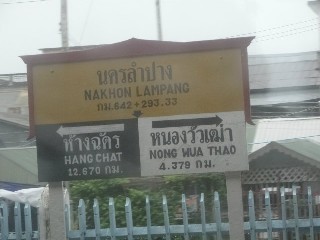 นครลำปาง
NAKHON LAMPANG
กม.642+293.33
ห้างฉัตร
HANG CHAT
12.670 กม.
หนองวัวเฒ่า
NONG WUA THAO
4.379 กม.